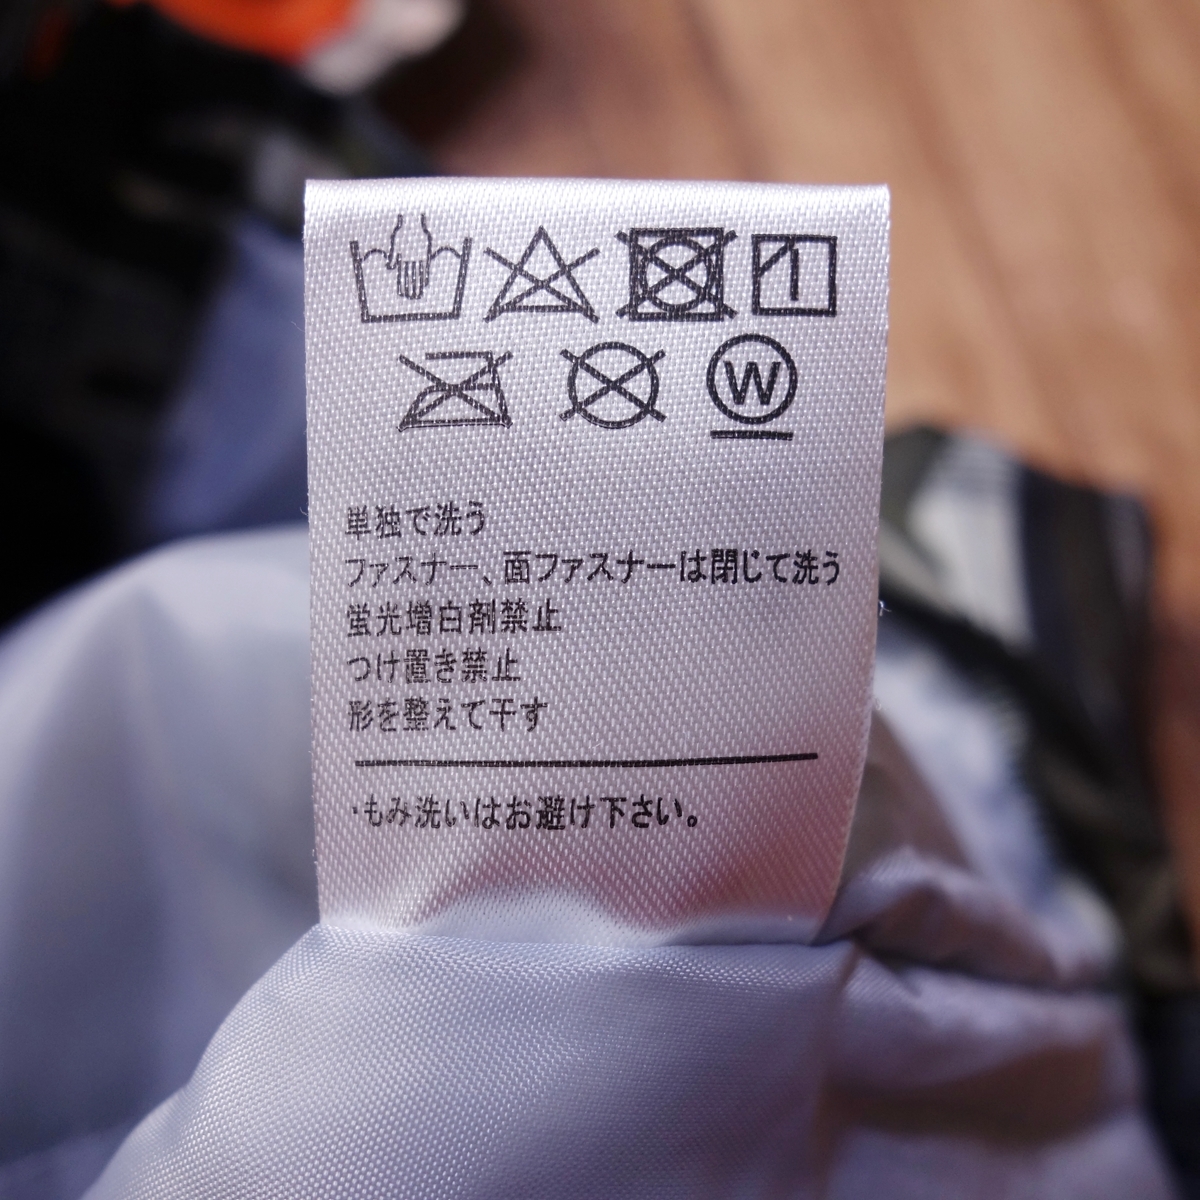 W
単独で洗う
ファスナー、面ファスナーは閉じて洗う
蛍光増白剤禁止
つけ置き禁止
形を整えて干す
・もみ洗いはお避け下さい。